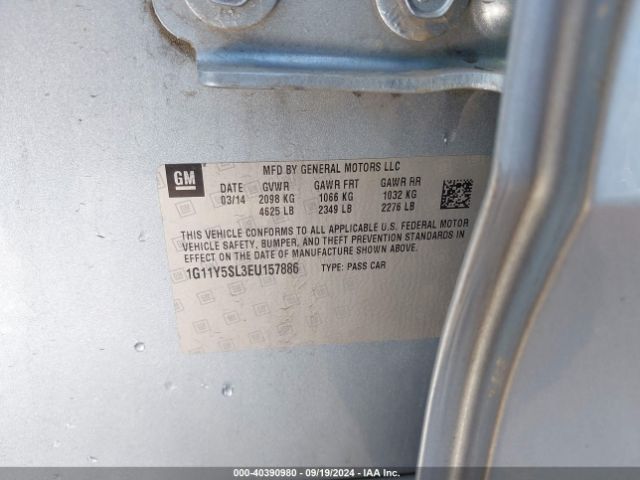 GM
MFD BY GENERAL MOTORS LLC
DATE GVWR GAWR FRT GAWR RR
03/14 2098 KG 1066 KG 1032 KG
4625 LB 2349 LB 2276 LB
THIS VEHICLE CONFORMS TO ALL APPLICABLE U.S. FEDERAL MOTOR
VEHICLE SAFETY, BUMPER, AND THEFT PREVENTION STANDARDS IN
EFFECT ON THE DATE OF MANUFACTURE SHOWN ABOVE.
1G11Y5SL3EU157886 TYPE: PASS CAR
000-40390980 - 09/19/2024 - IAA Inc.